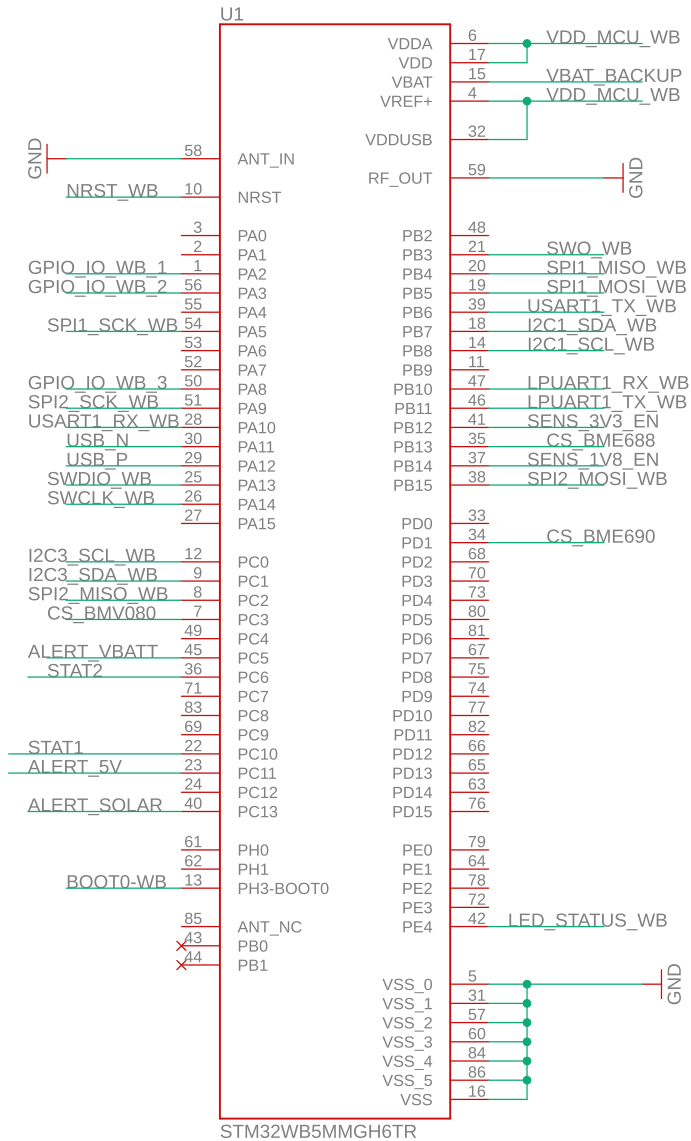 U1
VDDA 6 VDD_MCU_WB
VDD 17
VBAT 15 VBAT_BACKUP
VREF+ 4 VDD_MCU_WB
VDDUSB 32
GND 58 ANT_IN
RF_OUT 59 GND
NRST_WB 10 NRST
3 PA0 PB2 48
2 PA1 PB3 21 SWO_WB
GPIO_IO_WB_1 1 PA2 PB4 20 SPI1_MISO_WB
GPIO_IO_WB_2 56 PA3 PB5 19 SPI1_MOSI_WB
55 PA4 PB6 39 USART1_TX_WB
SPI1_SCK_WB 54 PA5 PB7 18 I2C1_SDA_WB
53 PA6 PB8 14 I2C1_SCL_WB
52 PA7 PB9 11
GPIO_IO_WB_3 50 PA8 PB10 47 LPUART1_RX_WB
SPI2_SCK_WB 51 PA9 PB11 46 LPUART1_TX_WB
USART1_RX_WB 28 PA10 PB12 41 SENS_3V3_EN
USB_N 30 PA11 PB13 35 CS_BME688
USB_P 29 PA12 PB14 37 SENS_1V8_EN
SWDIO_WB 25 PA13 PB15 38 SPI2_MOSI_WB
SWCLK_WB 26 PA14
27 PA15 PD0 33
PD1 34 CS_BME690
I2C3_SCL_WB 12 PC0 PD2 68
I2C3_SDA_WB 9 PC1 PD3 70
SPI2_MISO_WB 8 PC2 PD4 73
CS_BMV080 7 PC3 PD5 80
49 PC4 PD6 81
ALERT_VBATT 45 PC5 PD7 67
STAT2 36 PC6 PD8 75
71 PC7 PD9 74
83 PC8 PD10 77
69 PC9 PD11 82
STAT1 22 PC10 PD12 66
ALERT_5V 23 PC11 PD13 65
24 PC12 PD14 63
ALERT_SOLAR 40 PC13 PD15 76
61 PH0 PE0 79
62 PH1 PE1 64
BOOT0-WB 13 PH3-BOOT0 PE2 78
PE3 72
85 ANT_NC PE4 42 LED_STATUS_WB
43 PB0
44 PB1
VSS_0 5 GND
VSS_1 31
VSS_2 57
VSS_3 60
VSS_4 84
VSS_5 86
VSS 16
STM32WB5MMGH6TR